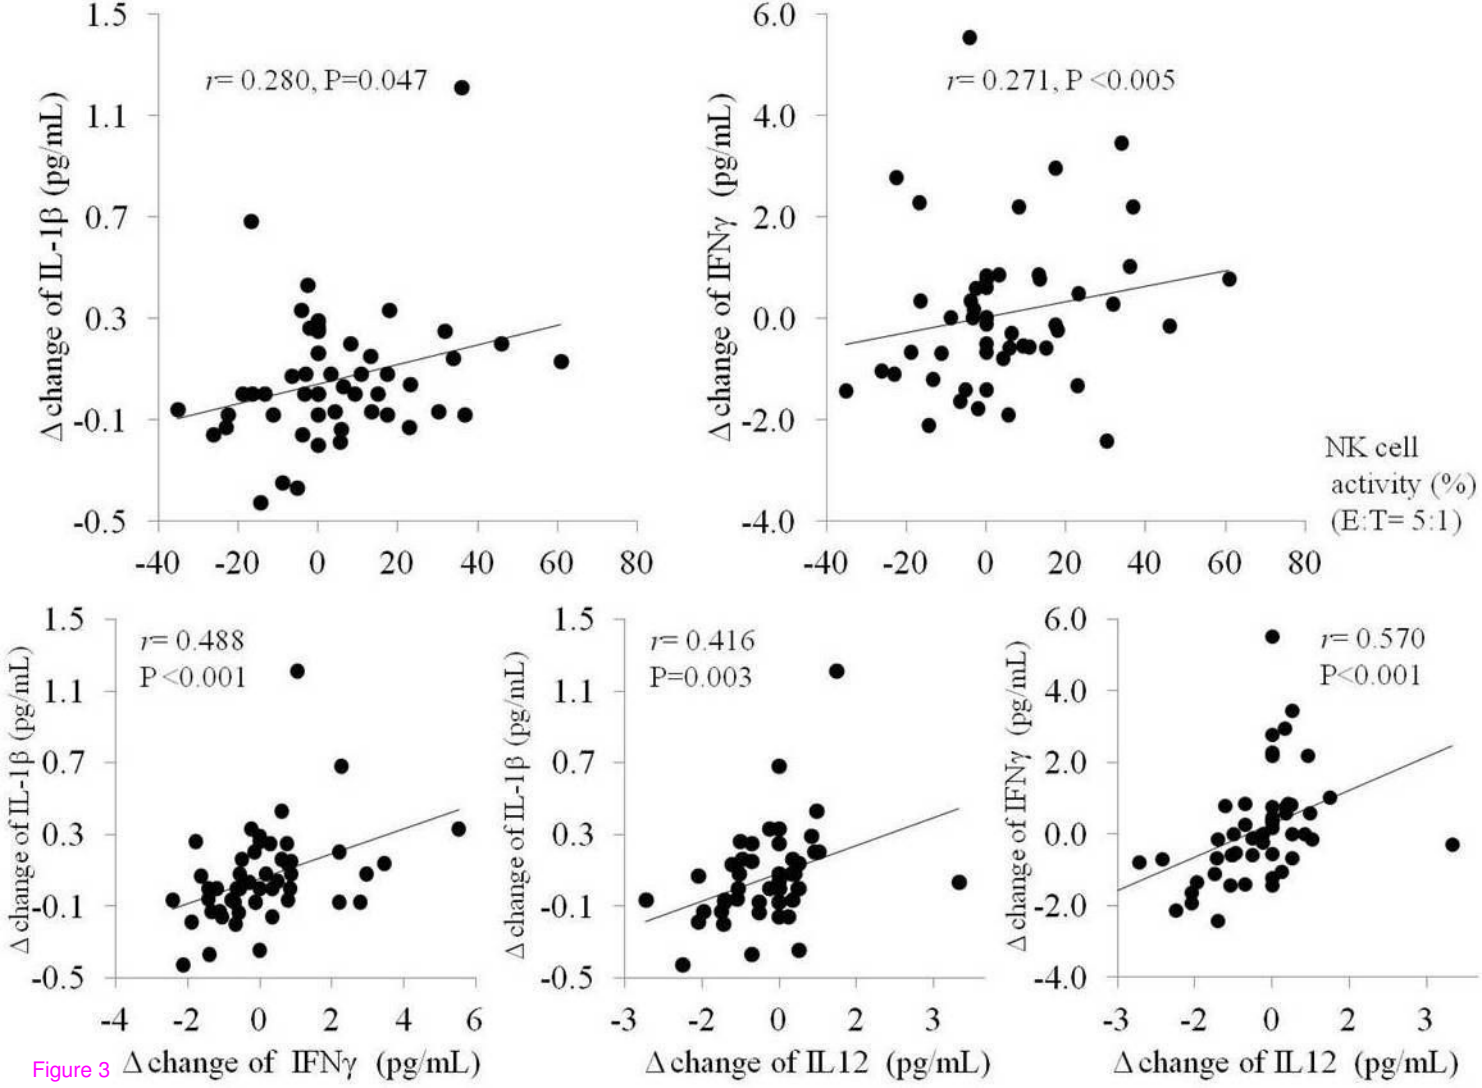 1.5
1.1
0.7
0.3
-0.1
-0.5
Δ change of IL-1β (pg/mL)
r= 0.280, P=0.047
-40 -20 0 20 40 60 80
6.0
4.0
2.0
0.0
-2.0
-4.0
Δ change of IFNγ (pg/mL)
r= 0.271, P <0.005
-40 -20 0 20 40 60 80
NK cell
activity (%)
(E:T= 5:1)
1.5
1.1
0.7
0.3
-0.1
-0.5
Δ change of IL-1β (pg/mL)
r= 0.488
P <0.001
-4 -2 0 2 4 6
Δ change of IFNγ (pg/mL)
1.5
1.1
0.7
0.3
-0.1
-0.5
Δ change of IL-1β (pg/mL)
r= 0.416
P=0.003
-3 -2 0 2 3
Δ change of IL12 (pg/mL)
6.0
4.0
2.0
0.0
-2.0
-4.0
Δ change of IFNγ (pg/mL)
r= 0.570
P<0.001
-3 -2 0 2 3
Δ change of IL12 (pg/mL)
Figure 3